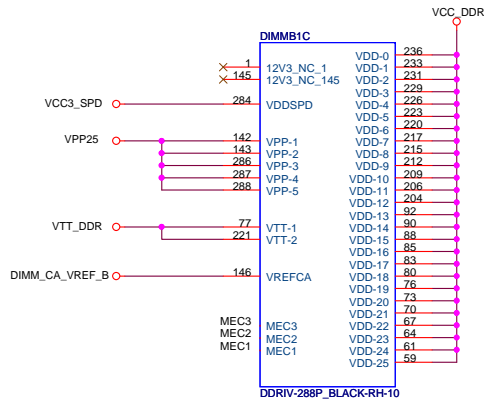 VCC_DDR
DIMMB1C
1 12V3_NC_1
145 12V3_NC_145
VCC3_SPD 284 VDDSPD
VPP25 142 VPP-1
143 VPP-2
286 VPP-3
287 VPP-4
288 VPP-5
VTT_DDR 77 VTT-1
221 VTT-2
DIMM_CA_VREF_B 146 VREFCA
MEC3 MEC3
MEC2 MEC2
MEC1 MEC1
VDD-0 236
VDD-1 233
VDD-2 231
VDD-3 229
VDD-4 226
VDD-5 223
VDD-6 220
VDD-7 217
VDD-8 215
VDD-9 212
VDD-10 209
VDD-11 206
VDD-12 204
VDD-13 92
VDD-14 90
VDD-15 88
VDD-16 85
VDD-17 83
VDD-18 80
VDD-19 76
VDD-20 73
VDD-21 70
VDD-22 67
VDD-23 64
VDD-24 61
VDD-25 59
DDRIV-288P_BLACK-RH-10